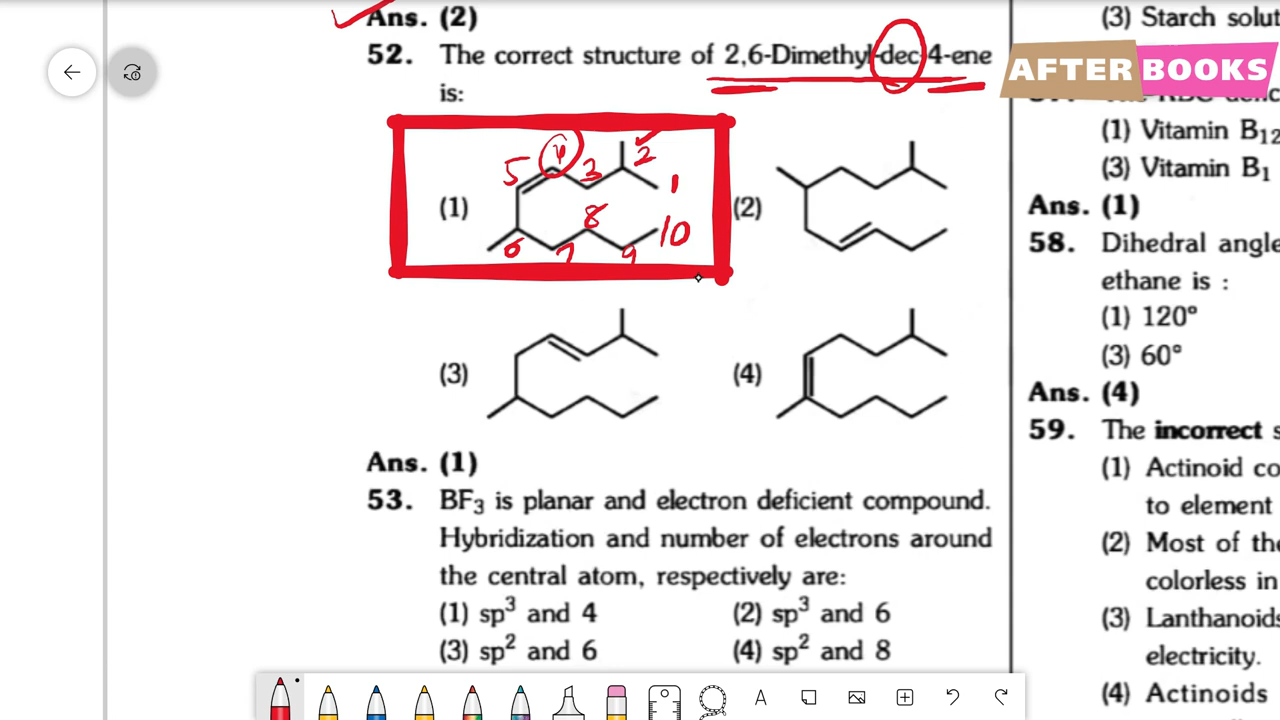 Ans. (2)
52. The correct structure of 2,6-Dimethyl-dec-4-ene
is:
(1)
5
4
3
2
1
6
7
8
9
10
(2)
(3)
(4)
Ans. (1)
53. BF₃ is planar and electron deficient compound.
Hybridization and number of electrons around
the central atom, respectively are:
(1) sp³ and 4 (2) sp³ and 6
(3) sp² and 6 (4) sp² and 8
(3) Starch solut
AFTER BOOKS
(1) Vitamin B₁₂
(3) Vitamin B₁
Ans. (1)
58. Dihedral angle
ethane is :
(1) 120°
(3) 60°
Ans. (4)
59. The incorrect s
(1) Actinoid co
to element
(2) Most of the
colorless in
(3) Lanthanoids
electricity.
(4) Actinoids
A